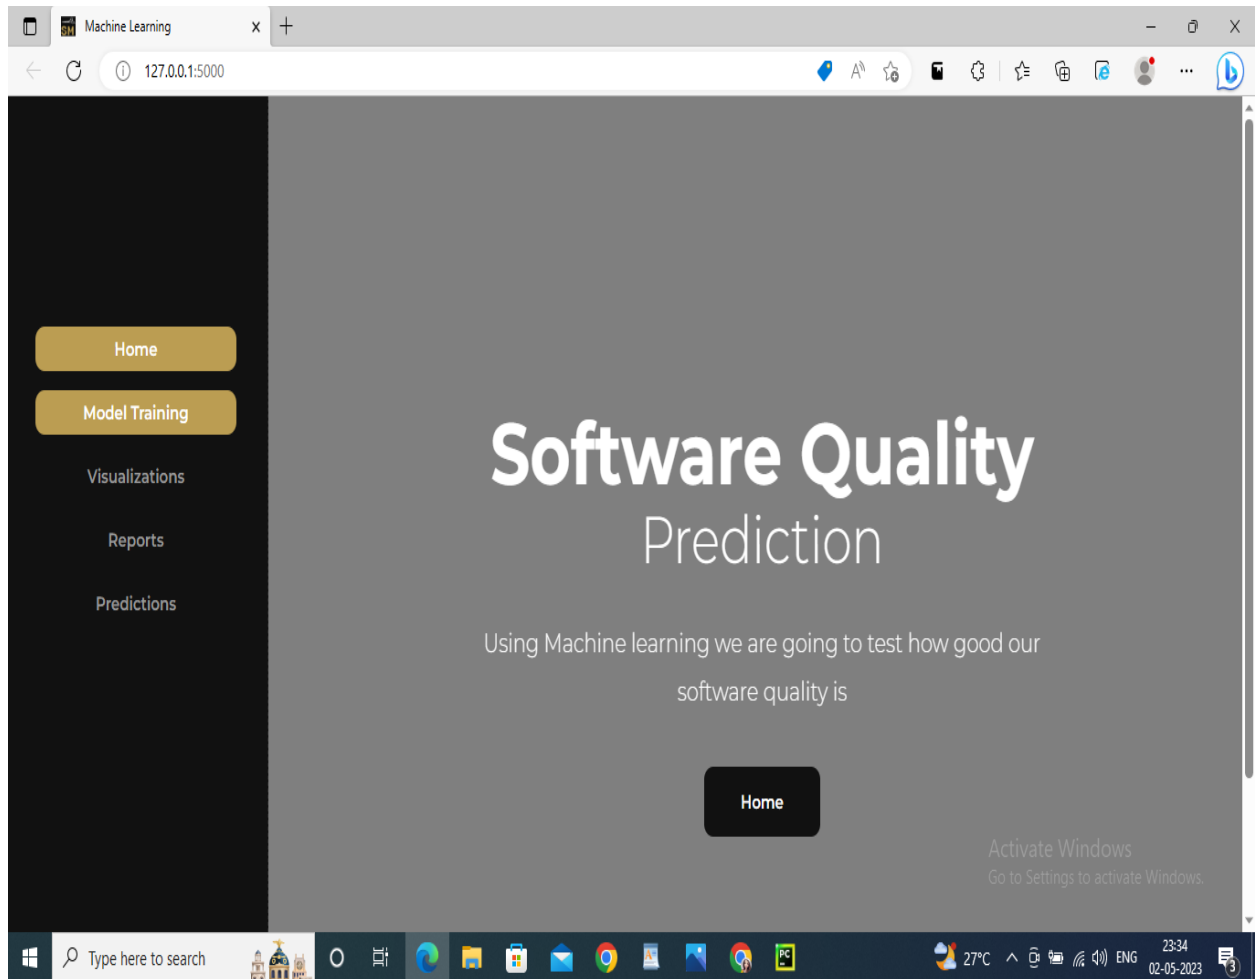 Machine Learning
127.0.0.1:5000
Home
Model Training
Visualizations
Reports
Predictions
Software Quality
Prediction
Using Machine learning we are going to test how good our
software quality is
Home
Activate Windows
Go to Settings to activate Windows.
Type here to search
PC
27°C
ENG
23:34
02-05-2023
3